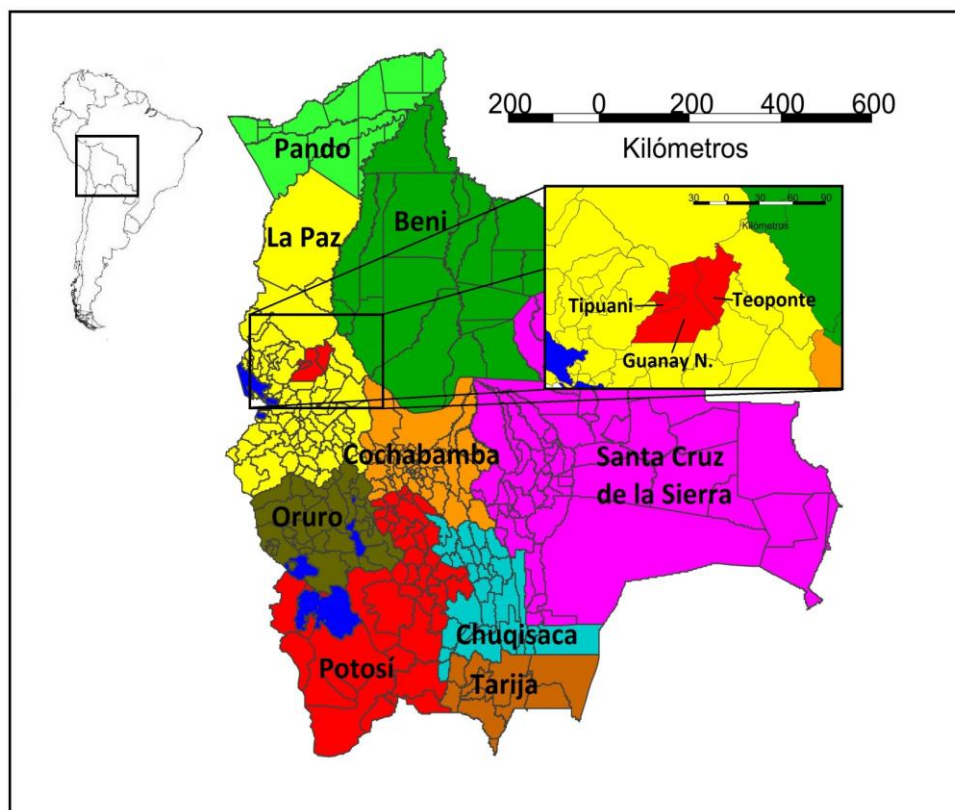 200 0 200 400 600
Kilómetros
Pando
La Paz
Beni
30 0 30 60 90
Kilómetros
Tipuani
Teoponte
Guanay N.
Cochabamba
Santa Cruz
de la Sierra
Oruro
Chuqisaca
Potosí
Tarija